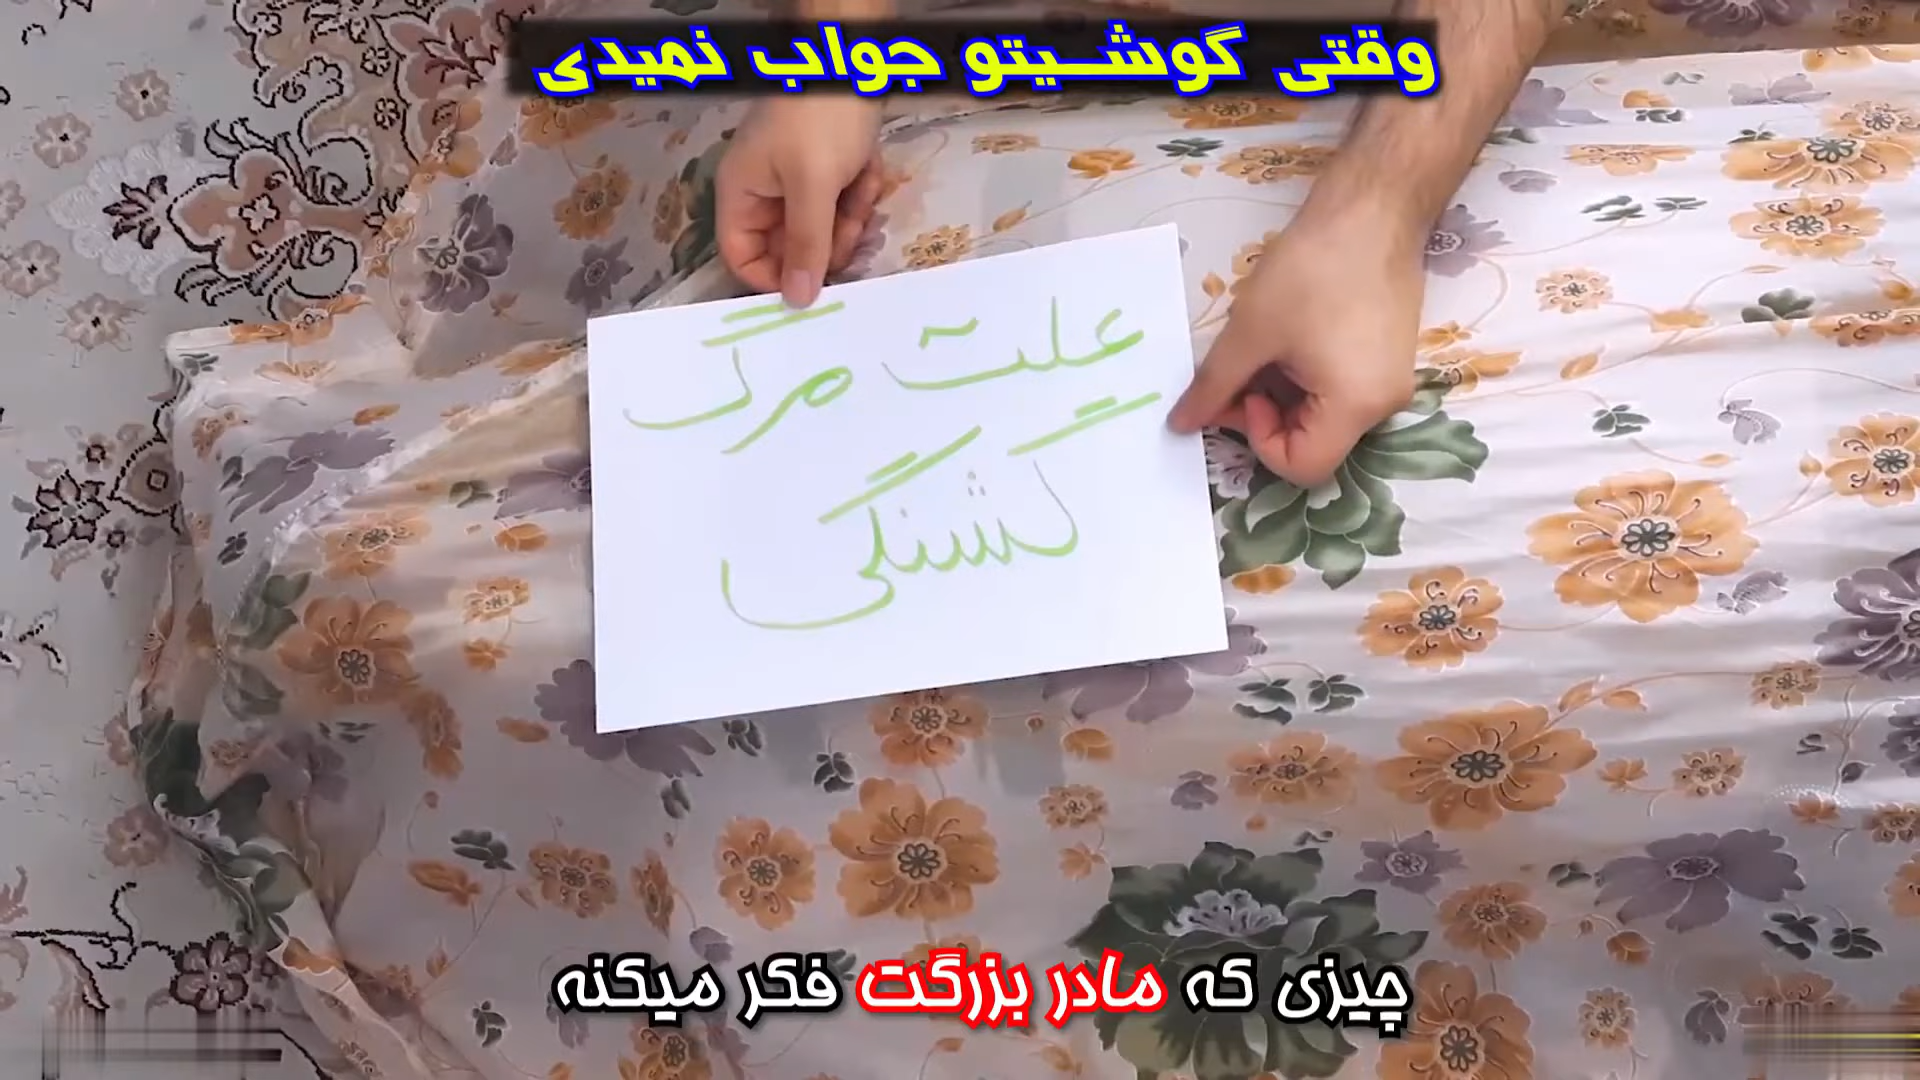 وقتی گوشیتو جواب نمیدی
علت مرگ
گشنگی
چیزی که مادر بزرگت فکر میکنه